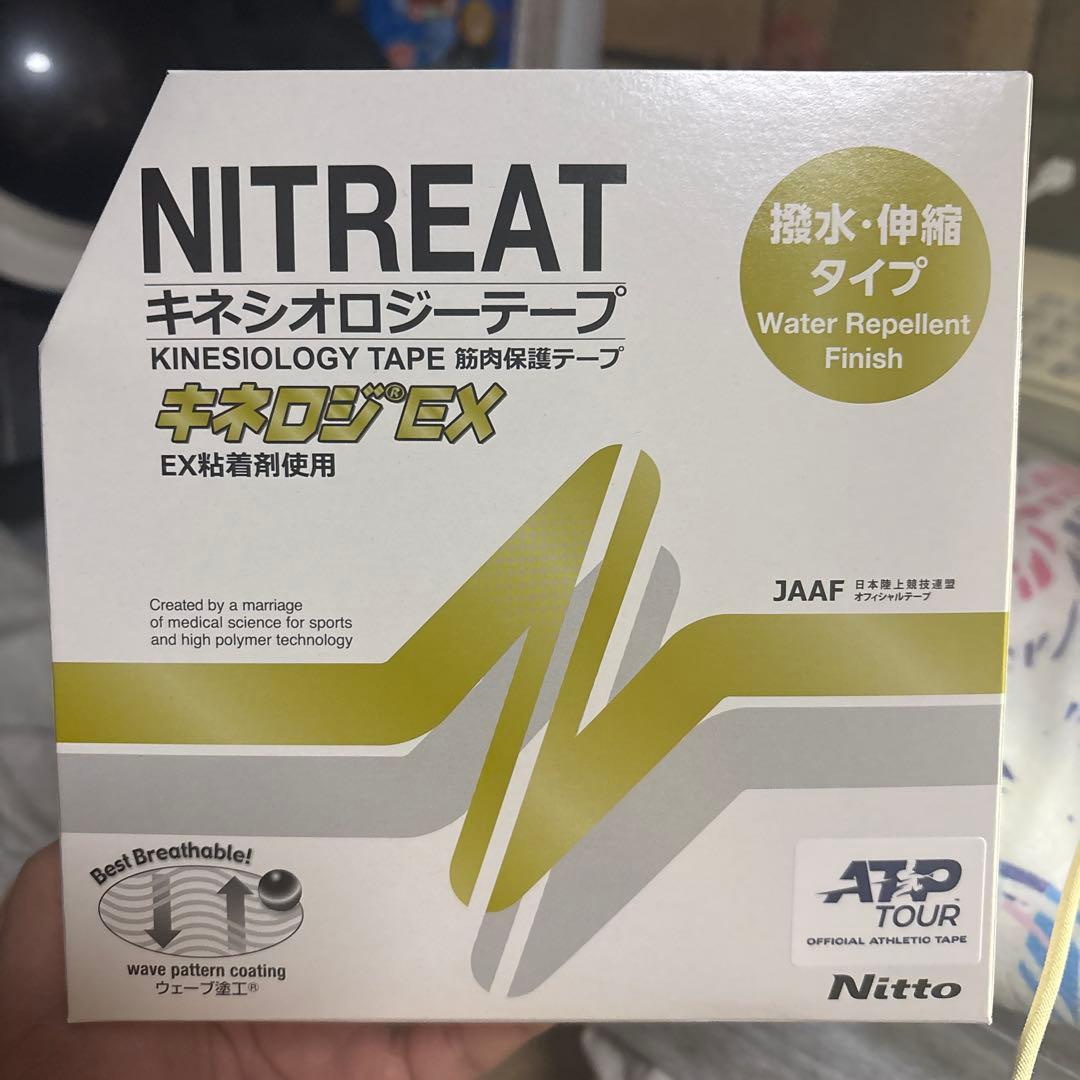 NITREAT
キネシオロジーテープ
KINESIOLOGY TAPE 筋肉保護テープ
キネロジ®EX
EX粘着剤使用
撥水・伸縮
タイプ
Water Repellent
Finish
Created by a marriage
of medical science for sports
and high polymer technology
JAAF 日本陸上競技連盟
オフィシャルテープ
Best Breathable!
wave pattern coating
ウェーブ塗工®
ATP
TOUR
OFFICIAL ATHLETIC TAPE
Nitto